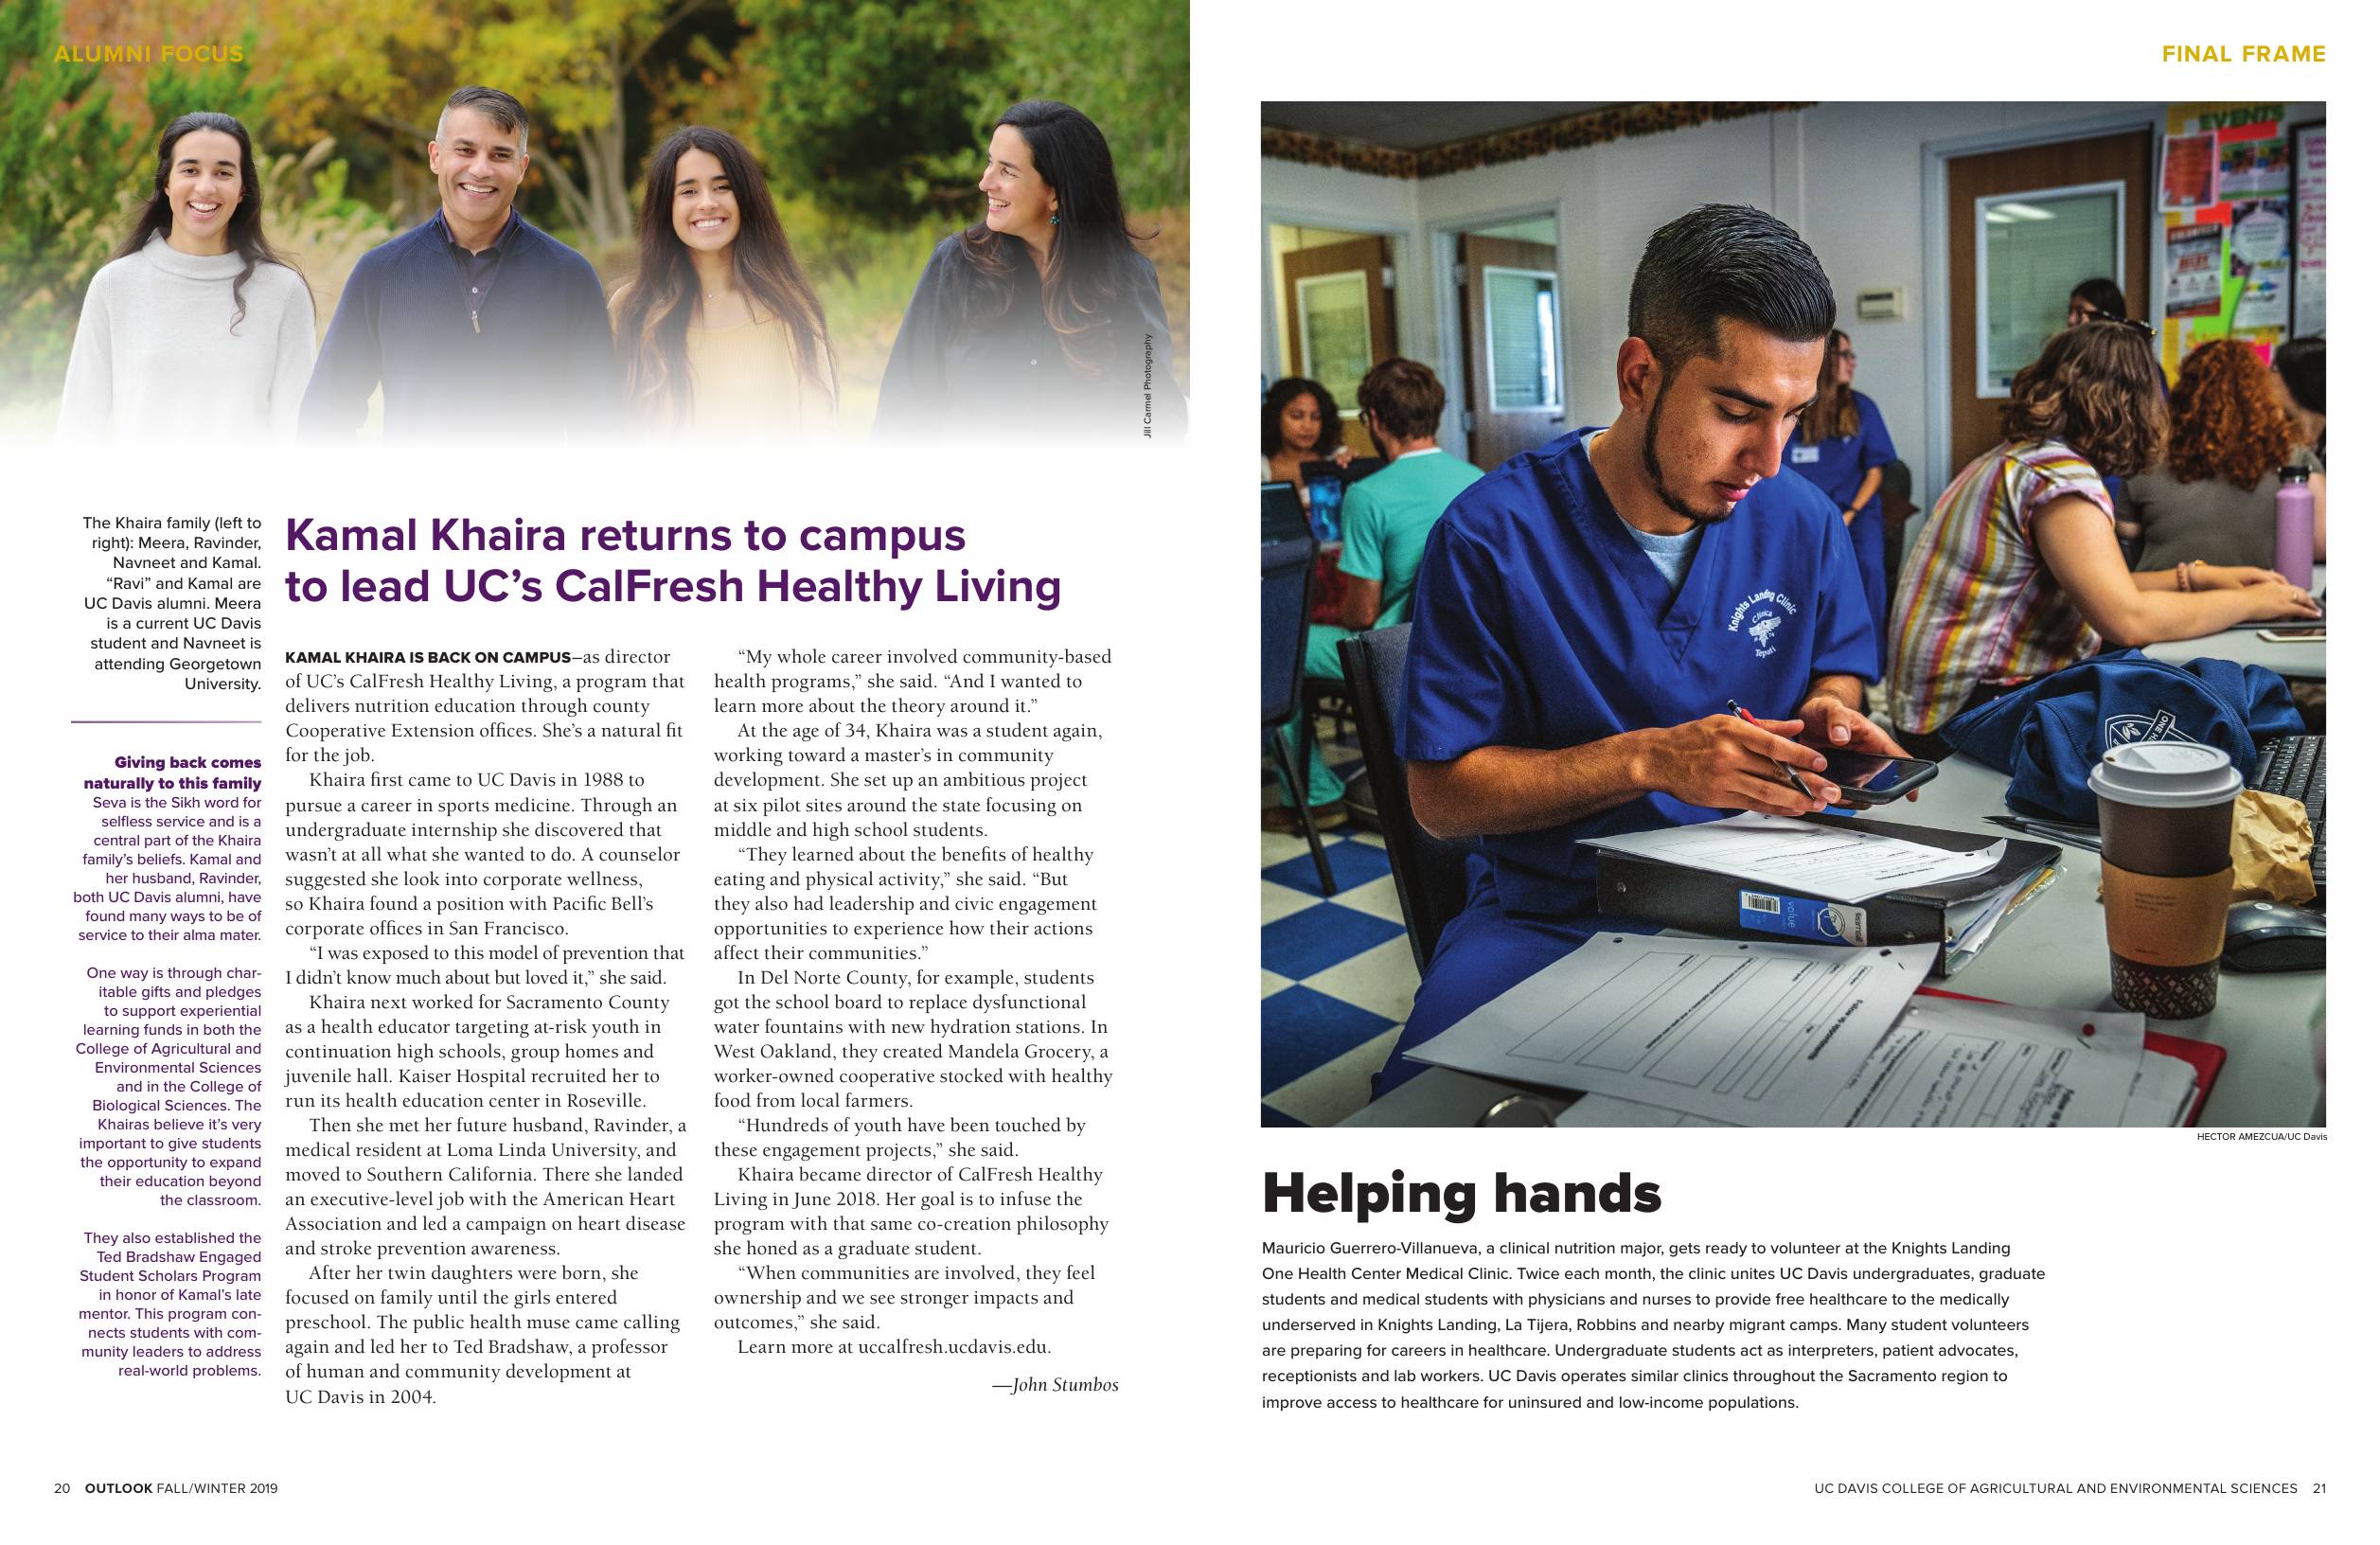 ALUMNI FOCUS
Jill Carmel Photography
The Khaira family (left to
right): Meera, Ravinder,
Navneet and Kamal.
“Ravi” and Kamal are
UC Davis alumni. Meera
is a current UC Davis
student and Navneet is
attending Georgetown
University.
Giving back comes
naturally to this family
Seva is the Sikh word for
selfless service and is a
central part of the Khaira
family’s beliefs. Kamal and
her husband, Ravinder,
both UC Davis alumni, have
found many ways to be of
service to their alma mater.
One way is through char-
itable gifts and pledges
to support experiential
learning funds in both the
College of Agricultural and
Environmental Sciences
and in the College of
Biological Sciences. The
Khairas believe it’s very
important to give students
the opportunity to expand
their education beyond
the classroom.
They also established the
Ted Bradshaw Engaged
Student Scholars Program
in honor of Kamal’s late
mentor. This program con-
nects students with com-
munity leaders to address
real-world problems.
Kamal Khaira returns to campus
to lead UC’s CalFresh Healthy Living
KAMAL KHAIRA IS BACK ON CAMPUS—as director
of UC’s CalFresh Healthy Living, a program that
delivers nutrition education through county
Cooperative Extension offices. She’s a natural fit
for the job.
Khaira first came to UC Davis in 1988 to
pursue a career in sports medicine. Through an
undergraduate internship she discovered that
wasn’t at all what she wanted to do. A counselor
suggested she look into corporate wellness,
so Khaira found a position with Pacific Bell’s
corporate offices in San Francisco.
“I was exposed to this model of prevention that
I didn’t know much about but loved it,” she said.
Khaira next worked for Sacramento County
as a health educator targeting at-risk youth in
continuation high schools, group homes and
juvenile hall. Kaiser Hospital recruited her to
run its health education center in Roseville.
Then she met her future husband, Ravinder, a
medical resident at Loma Linda University, and
moved to Southern California. There she landed
an executive-level job with the American Heart
Association and led a campaign on heart disease
and stroke prevention awareness.
After her twin daughters were born, she
focused on family until the girls entered
preschool. The public health muse came calling
again and led her to Ted Bradshaw, a professor
of human and community development at
UC Davis in 2004.
“My whole career involved community-based
health programs,” she said. “And I wanted to
learn more about the theory around it.”
At the age of 34, Khaira was a student again,
working toward a master’s in community
development. She set up an ambitious project
at six pilot sites around the state focusing on
middle and high school students.
“They learned about the benefits of healthy
eating and physical activity,” she said. “But
they also had leadership and civic engagement
opportunities to experience how their actions
affect their communities.”
In Del Norte County, for example, students
got the school board to replace dysfunctional
water fountains with new hydration stations. In
West Oakland, they created Mandela Grocery, a
worker-owned cooperative stocked with healthy
food from local farmers.
“Hundreds of youth have been touched by
these engagement projects,” she said.
Khaira became director of CalFresh Healthy
Living in June 2018. Her goal is to infuse the
program with that same co-creation philosophy
she honed as a graduate student.
“When communities are involved, they feel
ownership and we see stronger impacts and
outcomes,” she said.
Learn more at uccalfresh.ucdavis.edu.
—John Stumbos
20 OUTLOOK FALL/WINTER 2019
FINAL FRAME
EVENTS
Knights Landing Clinic
Clinica
Tepati
value
HECTOR AMEZCUA/UC Davis
Helping hands
Mauricio Guerrero-Villanueva, a clinical nutrition major, gets ready to volunteer at the Knights Landing
One Health Center Medical Clinic. Twice each month, the clinic unites UC Davis undergraduates, graduate
students and medical students with physicians and nurses to provide free healthcare to the medically
underserved in Knights Landing, La Tijera, Robbins and nearby migrant camps. Many student volunteers
are preparing for careers in healthcare. Undergraduate students act as interpreters, patient advocates,
receptionists and lab workers. UC Davis operates similar clinics throughout the Sacramento region to
improve access to healthcare for uninsured and low-income populations.
UC DAVIS COLLEGE OF AGRICULTURAL AND ENVIRONMENTAL SCIENCES 21